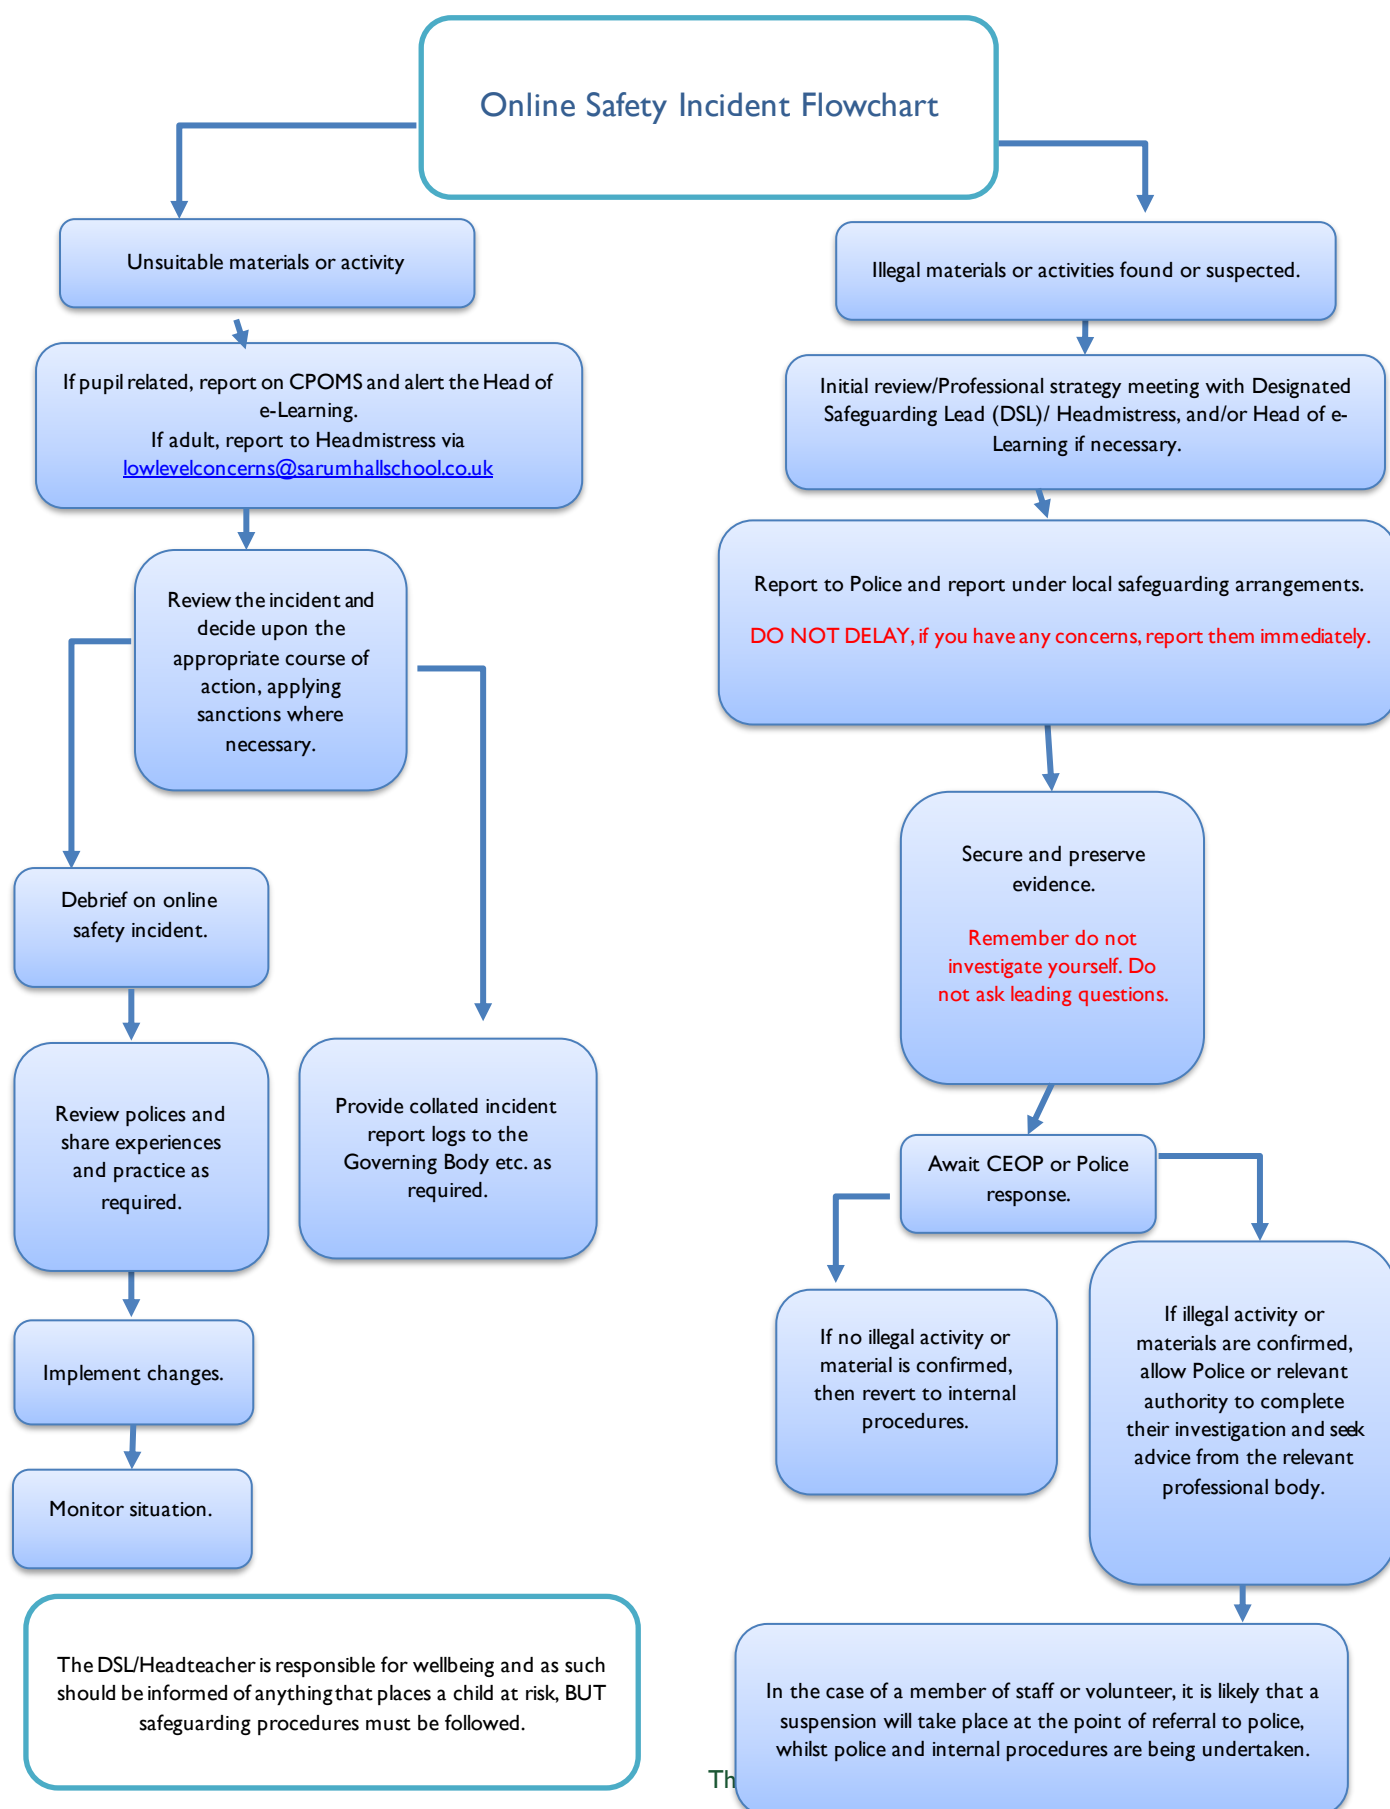 Online Safety Incident Flowchart
Unsuitable materials or activity
If pupil related, report on CPOMS and alert the Head of
e-Learning.
If adult, report to Headmistress via
lowlevelconcerns@sarumhallschool.co.uk
Review the incident and
decide upon the
appropriate course of
action, applying
sanctions where
necessary.
Debrief on online
safety incident.
Review polices and
share experiences
and practice as
required.
Provide collated incident
report logs to the
Governing Body etc. as
required.
Implement changes.
Monitor situation.
The DSL/Headteacher is responsible for wellbeing and as such
should be informed of anything that places a child at risk, BUT
safeguarding procedures must be followed.
Illegal materials or activities found or suspected.
Initial review/Professional strategy meeting with Designated
Safeguarding Lead (DSL)/ Headmistress, and/or Head of e-
Learning if necessary.
Report to Police and report under local safeguarding arrangements.
DO NOT DELAY, if you have any concerns, report them immediately.
Secure and preserve
evidence.
Remember do not
investigate yourself. Do
not ask leading questions.
Await CEOP or Police
response.
If no illegal activity or
material is confirmed,
then revert to internal
procedures.
If illegal activity or
materials are confirmed,
allow Police or relevant
authority to complete
their investigation and seek
advice from the relevant
professional body.
In the case of a member of staff or volunteer, it is likely that a
suspension will take place at the point of referral to police,
whilst police and internal procedures are being undertaken.